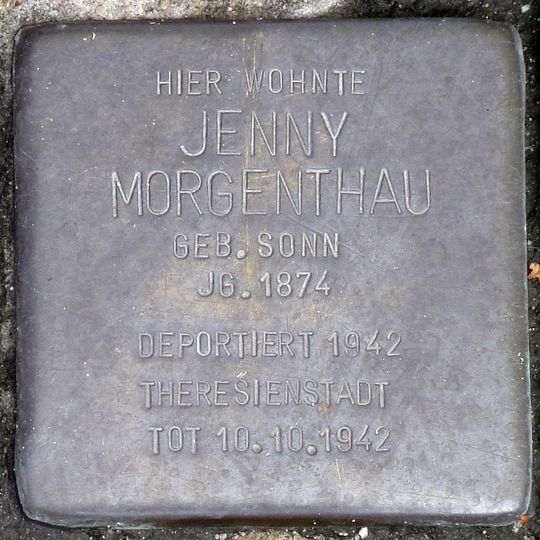 HIER WOHNTE
JENNY
MORGENTHAU
GEB. SONN
JG. 1874
DEPORTIERT 1942
THERESIENSTADT
TOT 10.10.1942